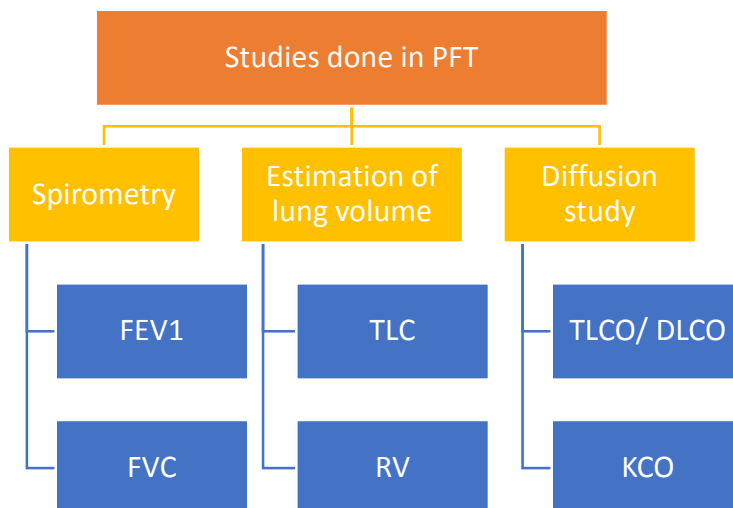 Studies done in PFT
Spirometry
Estimation of
lung volume
Diffusion
study
FEV1
TLC
TLCO/ DLCO
FVC
RV
KCO